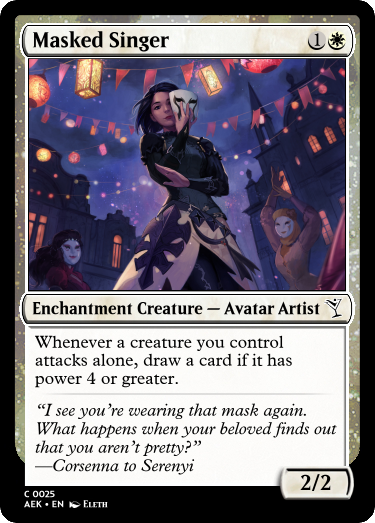 Masked Singer 1
Enchantment Creature — Avatar Artist
Whenever a creature you control
attacks alone, draw a card if it has
power 4 or greater.
“I see you’re wearing that mask again.
What happens when your beloved finds out
that you aren’t pretty?”
—Corsenna to Serenyi
2/2
C 0025
AEK • EN Eleth